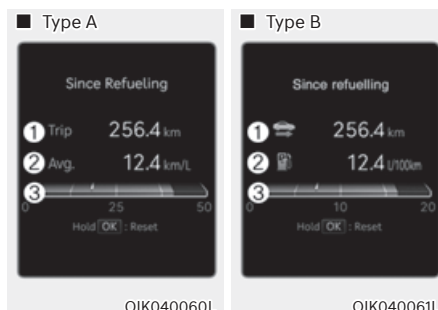 ■ Type A
Since Refueling
① Trip 256.4 km
② Avg. 12.4 km/L
③
0 25 50
Hold OK : Reset
OIK040060L
■ Type B
Since refuelling
① 256.4 km
② 12.4 l/100km
③
0 10 20
Hold OK : Reset
OIK040061L